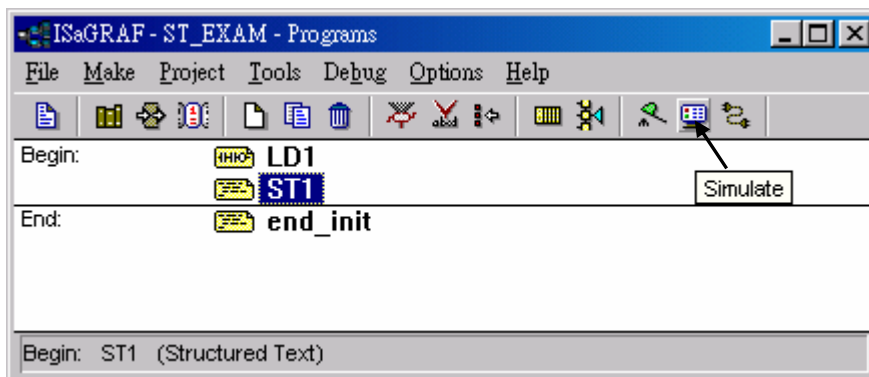 ISaGRAF - ST_EXAM - Programs
File Make Project Tools Debug Options Help
Begin: LD1
ST1
Simulate
End: end_init
Begin: ST1 (Structured Text)